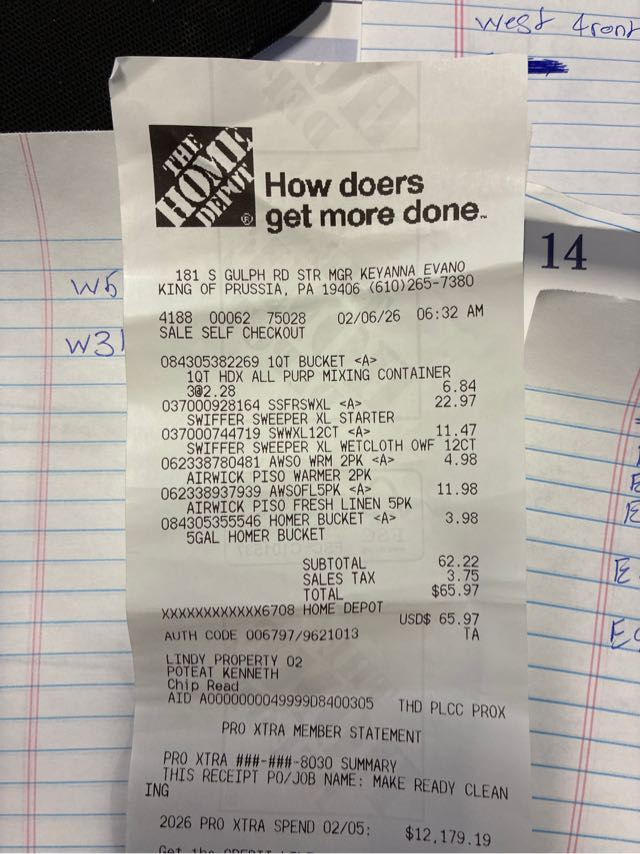 west front
THE
HOME
DEPOT
How doers
get more done.
14
181 S GULPH RD STR MGR KEYANNA EVANO
KING OF PRUSSIA, PA 19406 (610)265-7380
W5
4188 00062 75028 02/06/26 06:32 AM
SALE SELF CHECKOUT
W31
084305382269 1QT BUCKET <A>
1QT HDX ALL PURP MIXING CONTAINER
3@2.28 6.84
037000928164 SSFRSWXL <A> 22.97
SWIFFER SWEEPER XL STARTER
037000744719 SWWXL12CT <A> 11.47
SWIFFER SWEEPER XL WETCLOTH OWF 12CT
062338780481 AWSO WRM 2PK <A> 4.98
AIRWICK PISO WARMER 2PK
062338937939 AWSOFL5PK <A> 11.98
AIRWICK PISO FRESH LINEN 5PK
084305355546 HOMER BUCKET <A> 3.98
5GAL HOMER BUCKET
SUBTOTAL 62.22
SALES TAX 3.75
TOTAL $65.97
XXXXXXXXXXXX6708 HOME DEPOT
USD$ 65.97
AUTH CODE 006797/9621013 TA
LINDY PROPERTY 02
POTEAT KENNETH
Chip Read
AID A0000000049999D8400305 THD PLCC PROX
PRO XTRA MEMBER STATEMENT
PRO XTRA ###-###-8030 SUMMARY
THIS RECEIPT PO/JOB NAME: MAKE READY CLEAN
ING
2026 PRO XTRA SPEND 02/05: $12,179.19